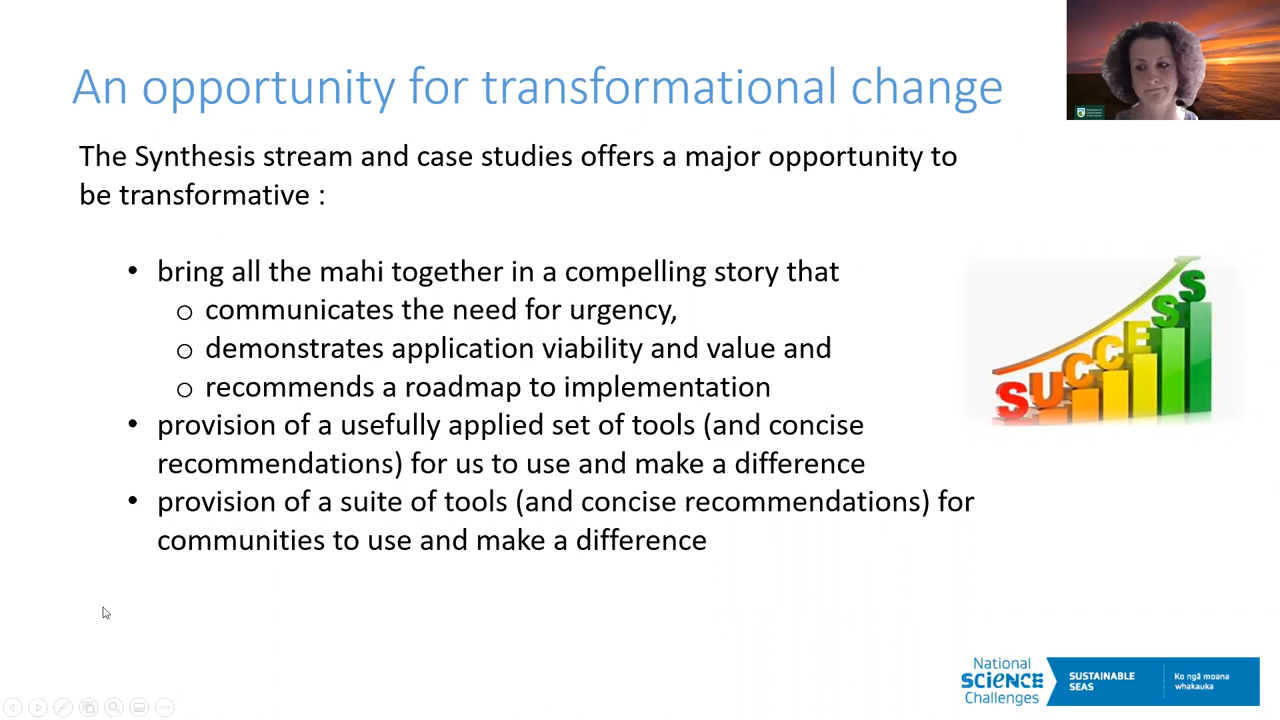 An opportunity for transformational change
The Synthesis stream and case studies offers a major opportunity to
be transformative :
• bring all the mahi together in a compelling story that
o communicates the need for urgency,
o demonstrates application viability and value and
o recommends a roadmap to implementation
• provision of a usefully applied set of tools (and concise
recommendations) for us to use and make a difference
• provision of a suite of tools (and concise recommendations) for
communities to use and make a difference
SUCCESS
National
SCIENCE
Challenges
SUSTAINABLE
SEAS
Ko ngā moana
whakauka